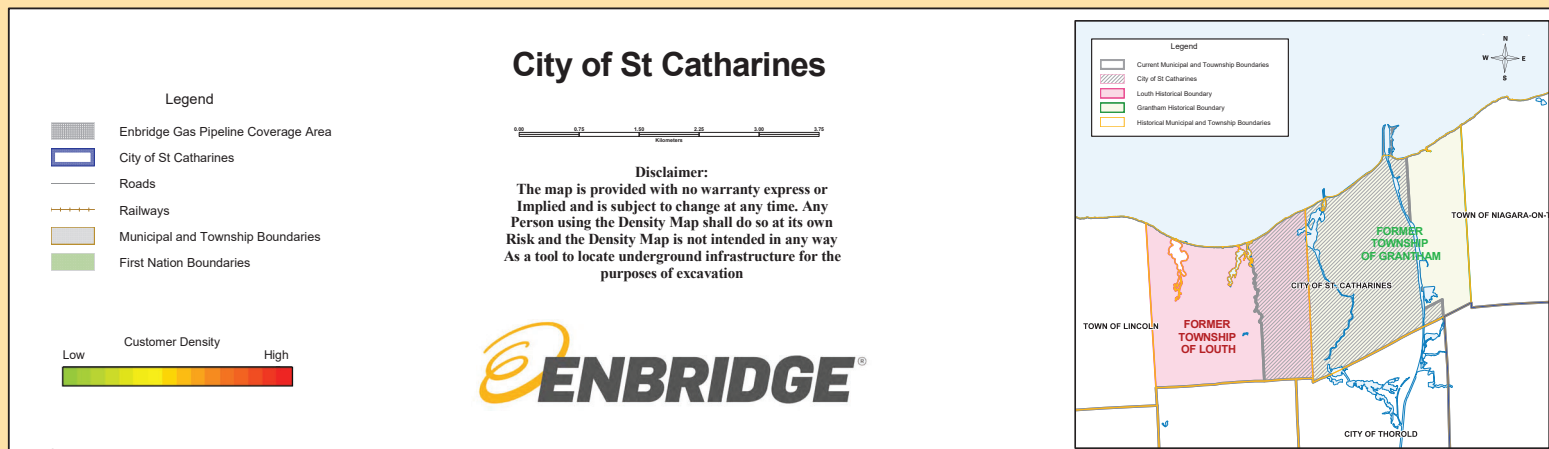 Legend
Enbridge Gas Pipeline Coverage Area
City of St Catharines
Roads
Railways
Municipal and Township Boundaries
First Nation Boundaries
Customer Density
Low High
City of St Catharines
0.00 0.75 1.50 2.25 3.00 3.75
Kilometers
Disclaimer:
The map is provided with no warranty express or
Implied and is subject to change at any time. Any
Person using the Density Map shall do so at its own
Risk and the Density Map is not intended in any way
As a tool to locate underground infrastructure for the
purposes of excavation
ENBRIDGE®
Legend
Current Municipal and Touwnship Boundaries
City of St Catharines
Louth Historical Boundary
Grantham Historical Boundary
Historical Municipal and Township Boundaries
N
W E
S
TOWN OF NIAGARA-ON-T
FORMER
TOWNSHIP
OF GRANTHAM
CITY OF ST. CATHARINES
TOWN OF LINCOLN
FORMER
TOWNSHIP
OF LOUTH
CITY OF THOROLD